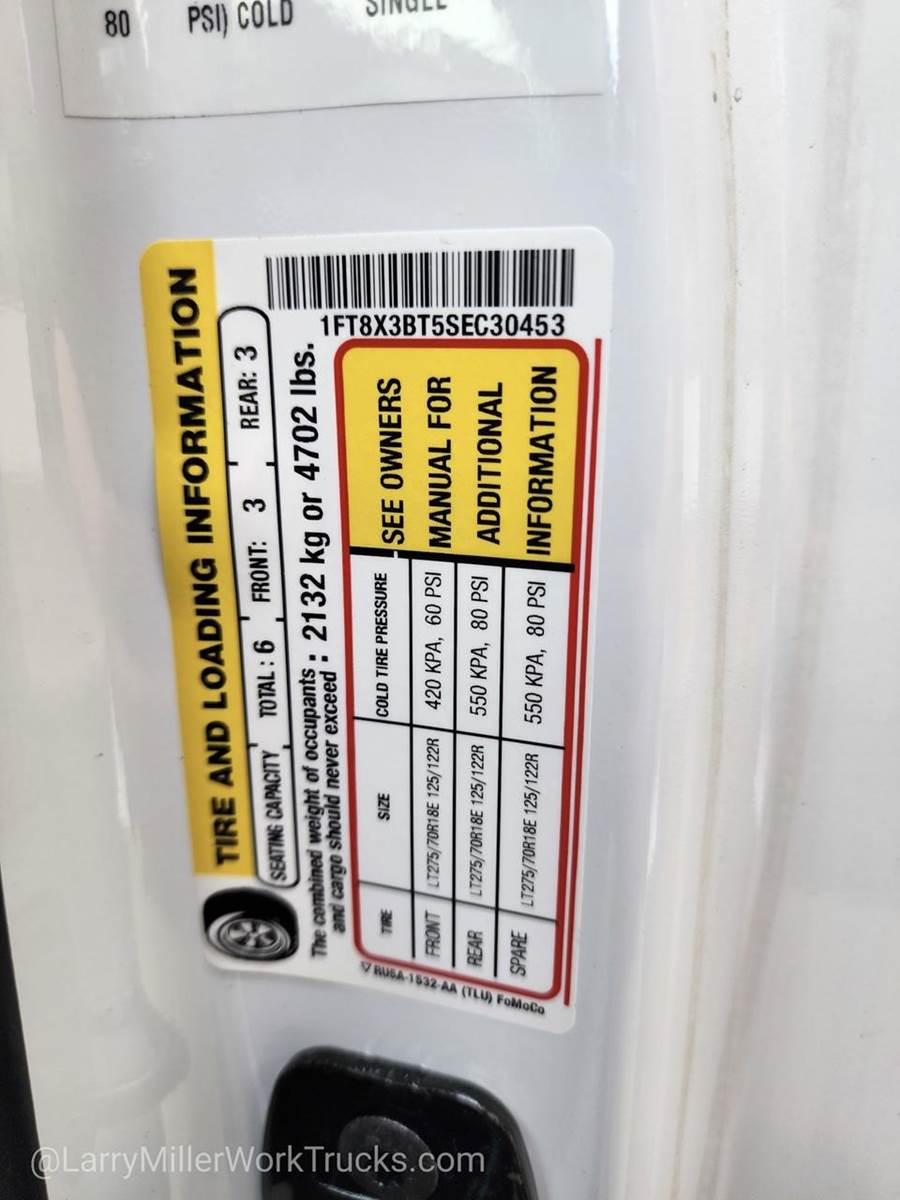 80 PSI) COLD SINGLE
TIRE AND LOADING INFORMATION
SEATING CAPACITY TOTAL : 6 FRONT: 3 REAR: 3
The combined weight of occupants
and cargo should never exceed : 2132 kg or 4702 lbs.
1FT8X3BT5SEC30453
TIRE SIZE COLD TIRE PRESSURE
FRONT LT275/70R18E 125/122R 420 KPA, 60 PSI
REAR LT275/70R18E 125/122R 550 KPA, 80 PSI
SPARE LT275/70R18E 125/122R 550 KPA, 80 PSI
SEE OWNERS
MANUAL FOR
ADDITIONAL
INFORMATION
RU5A-1532-AA (TLU) FoMoCo
@LarryMillerWorkTrucks.com